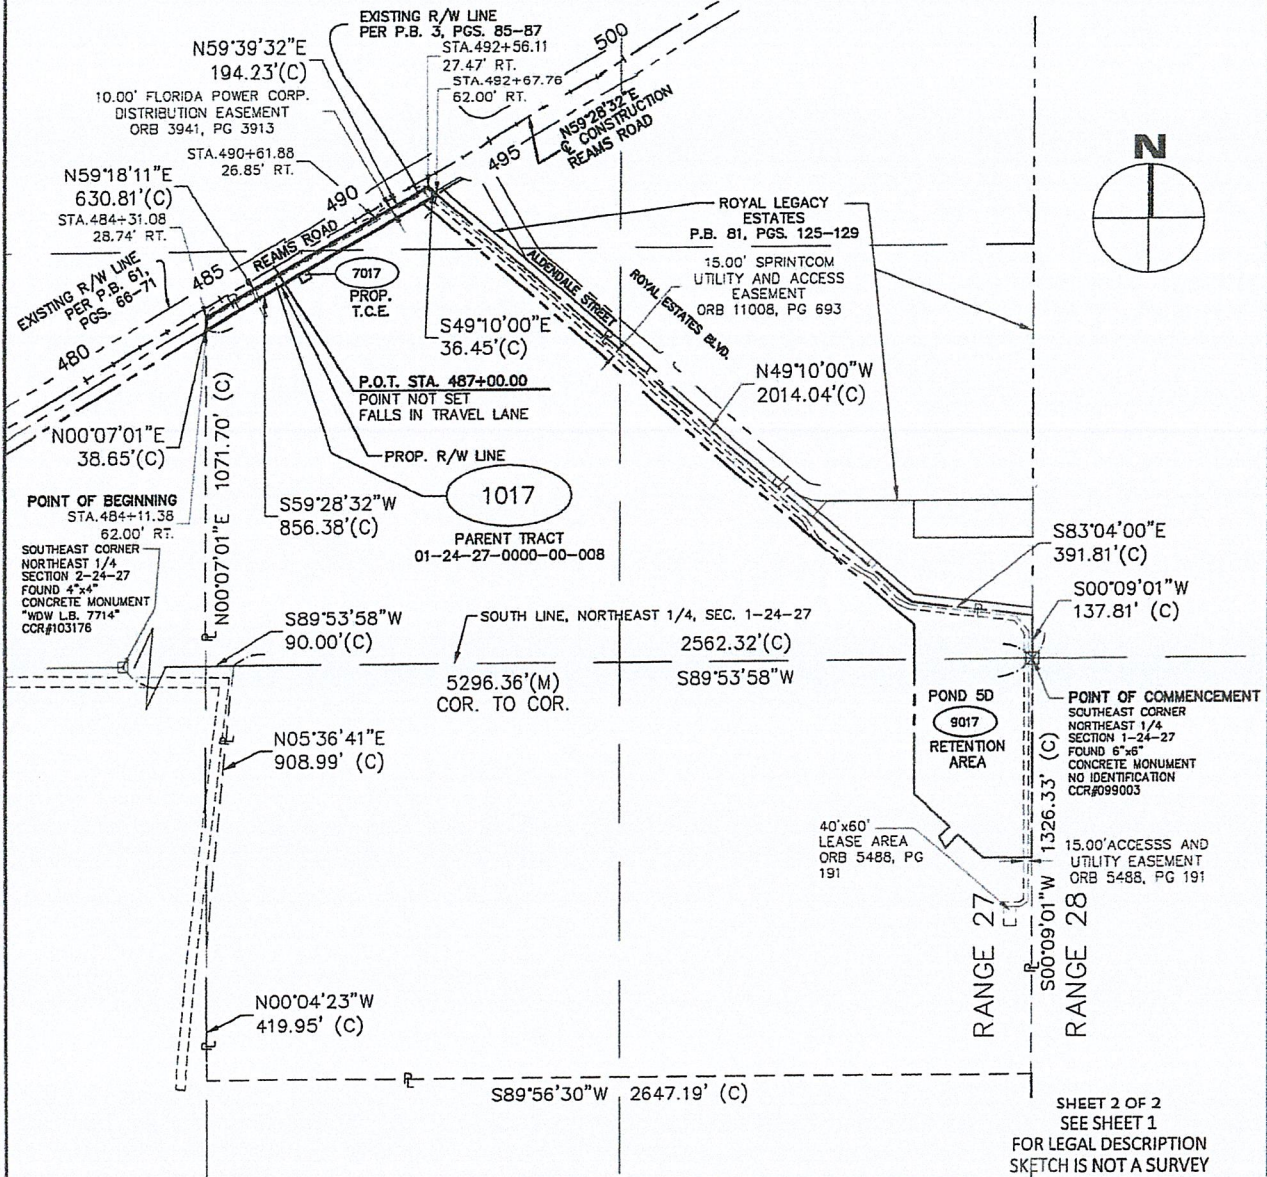 EXISTING R/W LINE
PER P.B. 3, PGS. 85-87
STA.492+56.11
27.47' RT.
STA.492+67.76
62.00' RT.
500
N59°39'32"E
194.23'(C)
10.00' FLORIDA POWER CORP.
DISTRIBUTION EASEMENT
ORB 3941, PG 3913
STA.490+61.88
26.85' RT.
N59°28'32"E
℄ CONSTRUCTION
REAMS ROAD
495
N
N59°18'11"E
630.81'(C)
STA.484+31.08
28.74' RT.
490
REAMS ROAD
485
EXISTING R/W LINE
PER P.B. 61,
PGS. 66-71
480
7017
PROP.
T.C.E.
ROYAL LEGACY
ESTATES
P.B. 81, PGS. 125-129
15.00' SPRINTCOM
UTILITY AND ACCESS
EASEMENT
ORB 11008, PG 693
ALDENDALE STREET
ROYAL ESTATES BLVD.
S49°10'00"E
36.45'(C)
N49°10'00"W
2014.04'(C)
P.O.T. STA. 487+00.00
POINT NOT SET
FALLS IN TRAVEL LANE
N00°07'01"E
38.65'(C)
N00°07'01"E 1071.70' (C)
PROP. R/W LINE
1017
PARENT TRACT
01-24-27-0000-00-008
POINT OF BEGINNING
STA.484+11.38
62.00' RT.
S59°28'32"W
856.38'(C)
SOUTHEAST CORNER
NORTHEAST 1/4
SECTION 2-24-27
FOUND 4"x4"
CONCRETE MONUMENT
"WDW L.B. 7714"
CCR#103176
S83°04'00"E
391.81'(C)
S00°09'01"W
137.81' (C)
S89°53'58"W
90.00'(C)
SOUTH LINE, NORTHEAST 1/4, SEC. 1-24-27
2562.32'(C)
S89°53'58"W
5296.36'(M)
COR. TO COR.
POND 5D
9017
RETENTION
AREA
POINT OF COMMENCEMENT
SOUTHEAST CORNER
NORTHEAST 1/4
SECTION 1-24-27
FOUND 6"x6"
CONCRETE MONUMENT
NO IDENTIFICATION
CCR#099003
N05°36'41"E
908.99' (C)
40'x60'
LEASE AREA
ORB 5488, PG
191
15.00'ACCESSS AND
UTILITY EASEMENT
ORB 5488, PG 191
S00°09'01"W 1326.33' (C)
RANGE 27
RANGE 28
N00°04'23"W
419.95' (C)
S89°56'30"W 2647.19' (C)
SHEET 2 OF 2
SEE SHEET 1
FOR LEGAL DESCRIPTION
SKETCH IS NOT A SURVEY